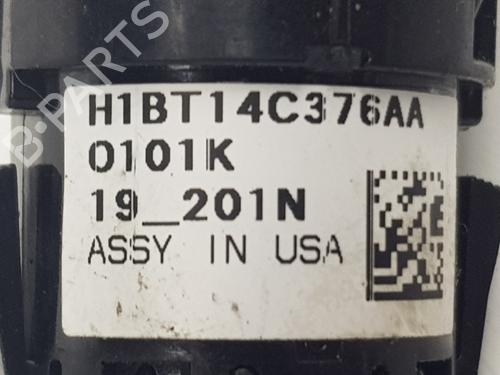 B-PARTS
H1BT14C376AA
0101K
19_201N
ASSY IN USA